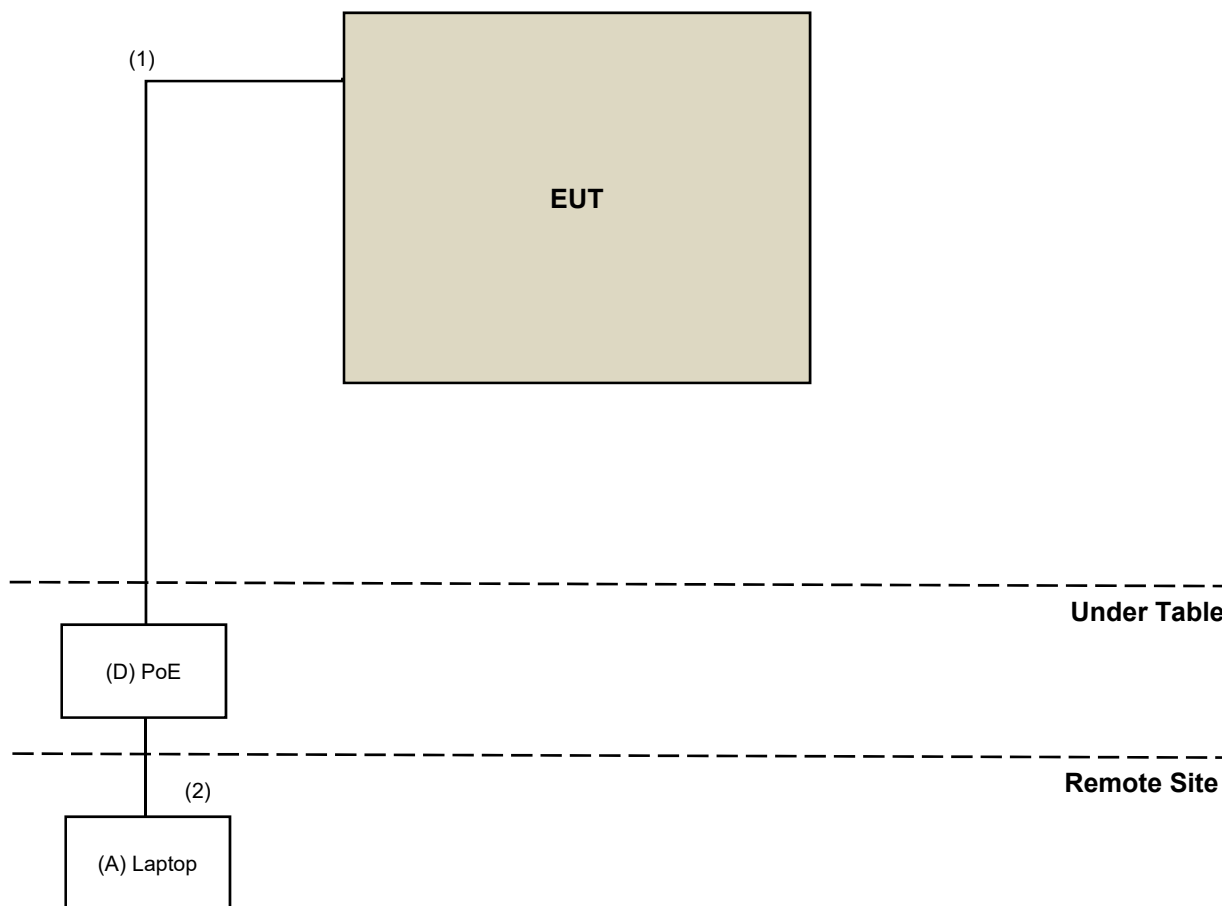 (1)
EUT
Under Table
(D) PoE
Remote Site
(2)
(A) Laptop